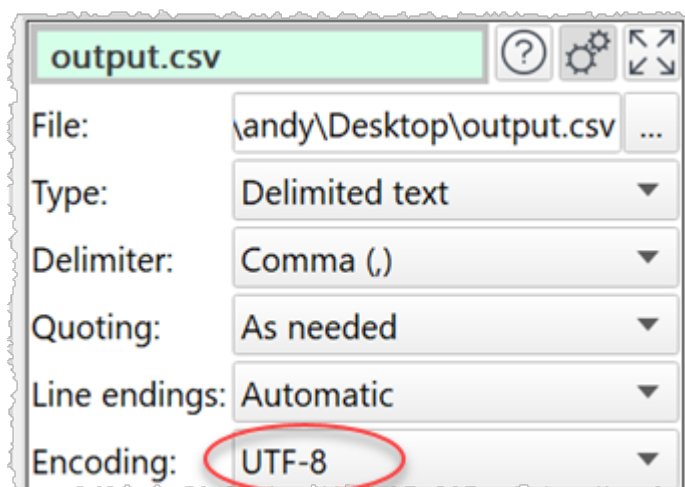 output.csv
File: \andy\Desktop\output.csv ...
Type: Delimited text
Delimiter: Comma (,)
Quoting: As needed
Line endings: Automatic
Encoding: UTF-8